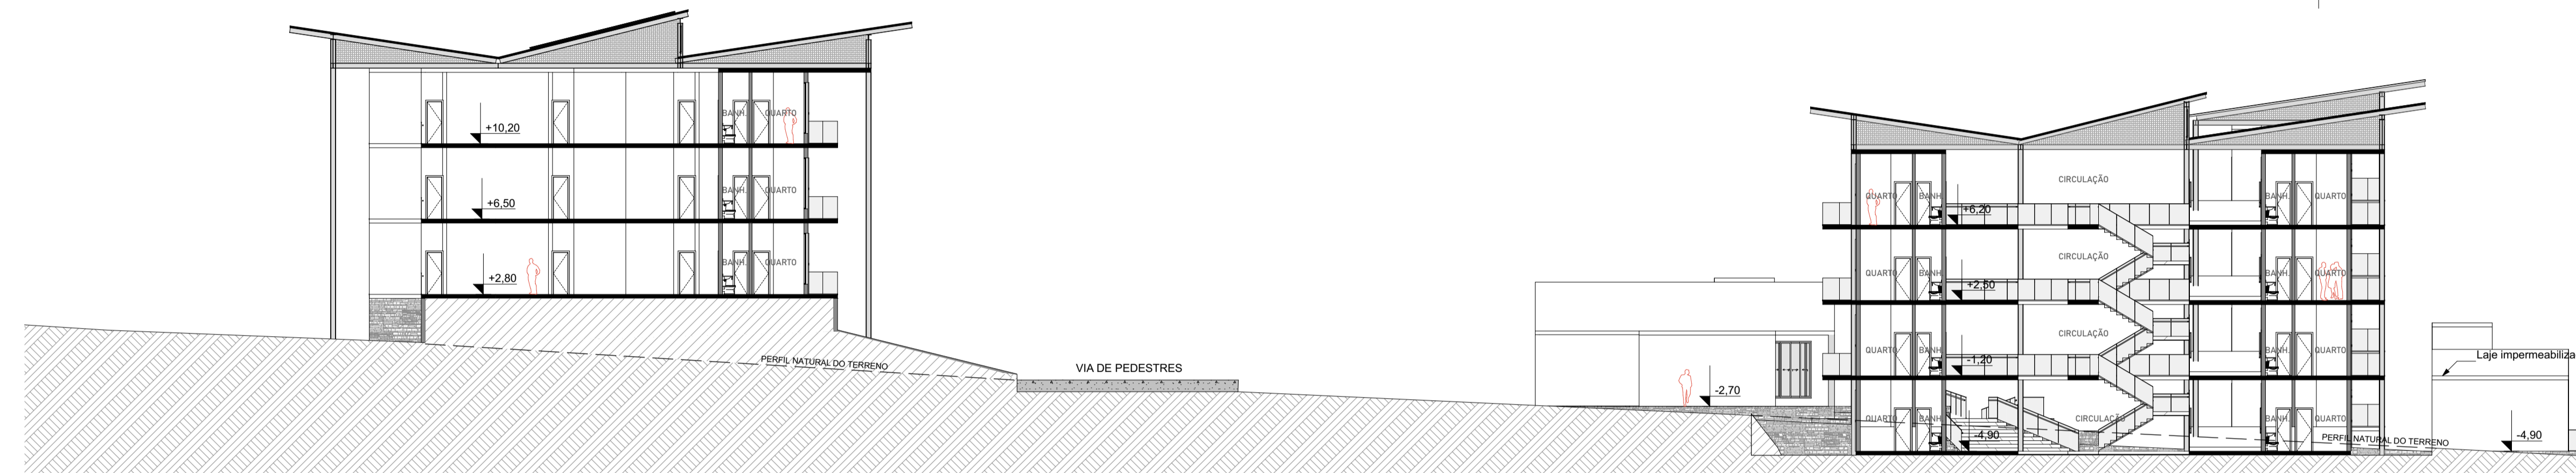 BANH. QUARTO
+10,20
BANH. QUARTO
+6,50
BANH. QUARTO
+2,80
PERFIL NATURAL DO TERRENO
VIA DE PEDESTRES
-2,70
CIRCULAÇÃO
QUARTO BANH. BANH. QUARTO
+6,20
CIRCULAÇÃO
QUARTO BANH. BANH. QUARTO
+2,50
CIRCULAÇÃO
QUARTO BANH. BANH. QUARTO
-1,20
QUARTO BANH. CIRCULAÇÃO BANH. QUARTO
-4,90
PERFIL NATURAL DO TERRENO
Laje impermeabiliza
-4,90